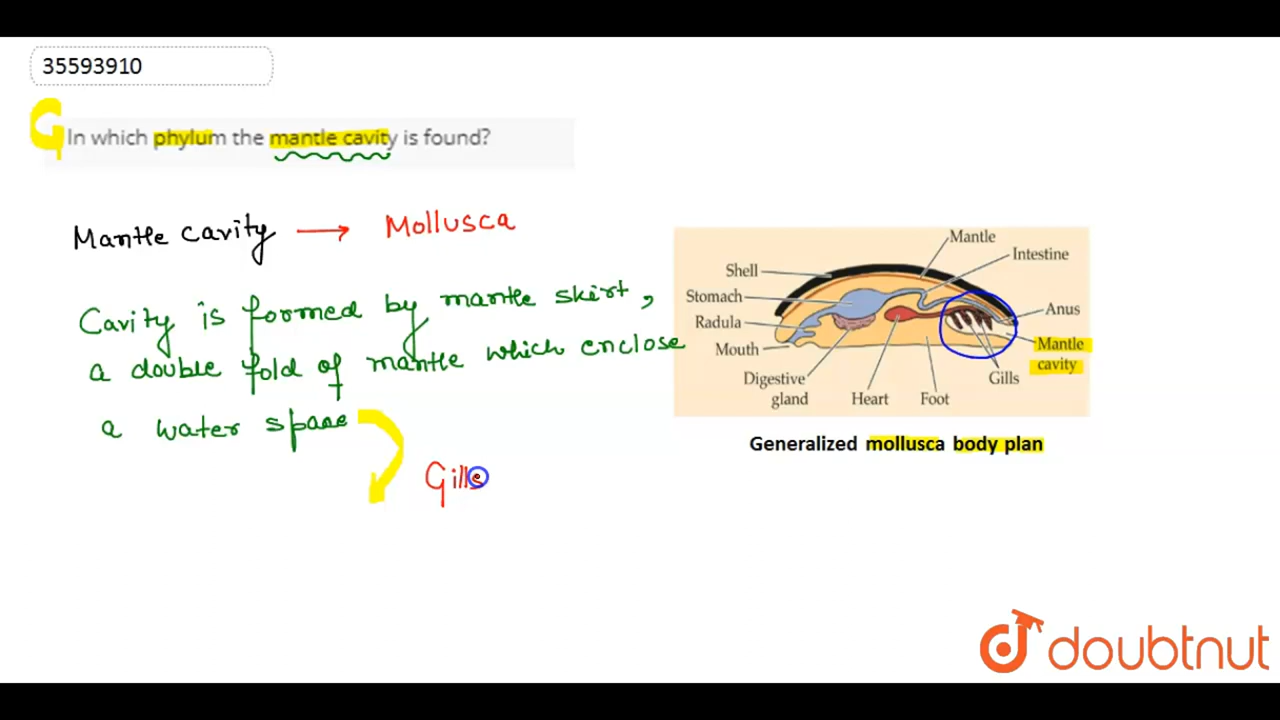 35593910
In which phylum the mantle cavity is found?
Mantle cavity → Mollusca
Cavity is formed by mantle skirt,
a double fold of mantle which enclose
a water space
Gills
Mantle
Intestine
Shell
Stomach
Anus
Radula
Mouth
Mantle
cavity
Gills
Digestive
gland
Heart
Foot
Generalized mollusca body plan
doubtnut